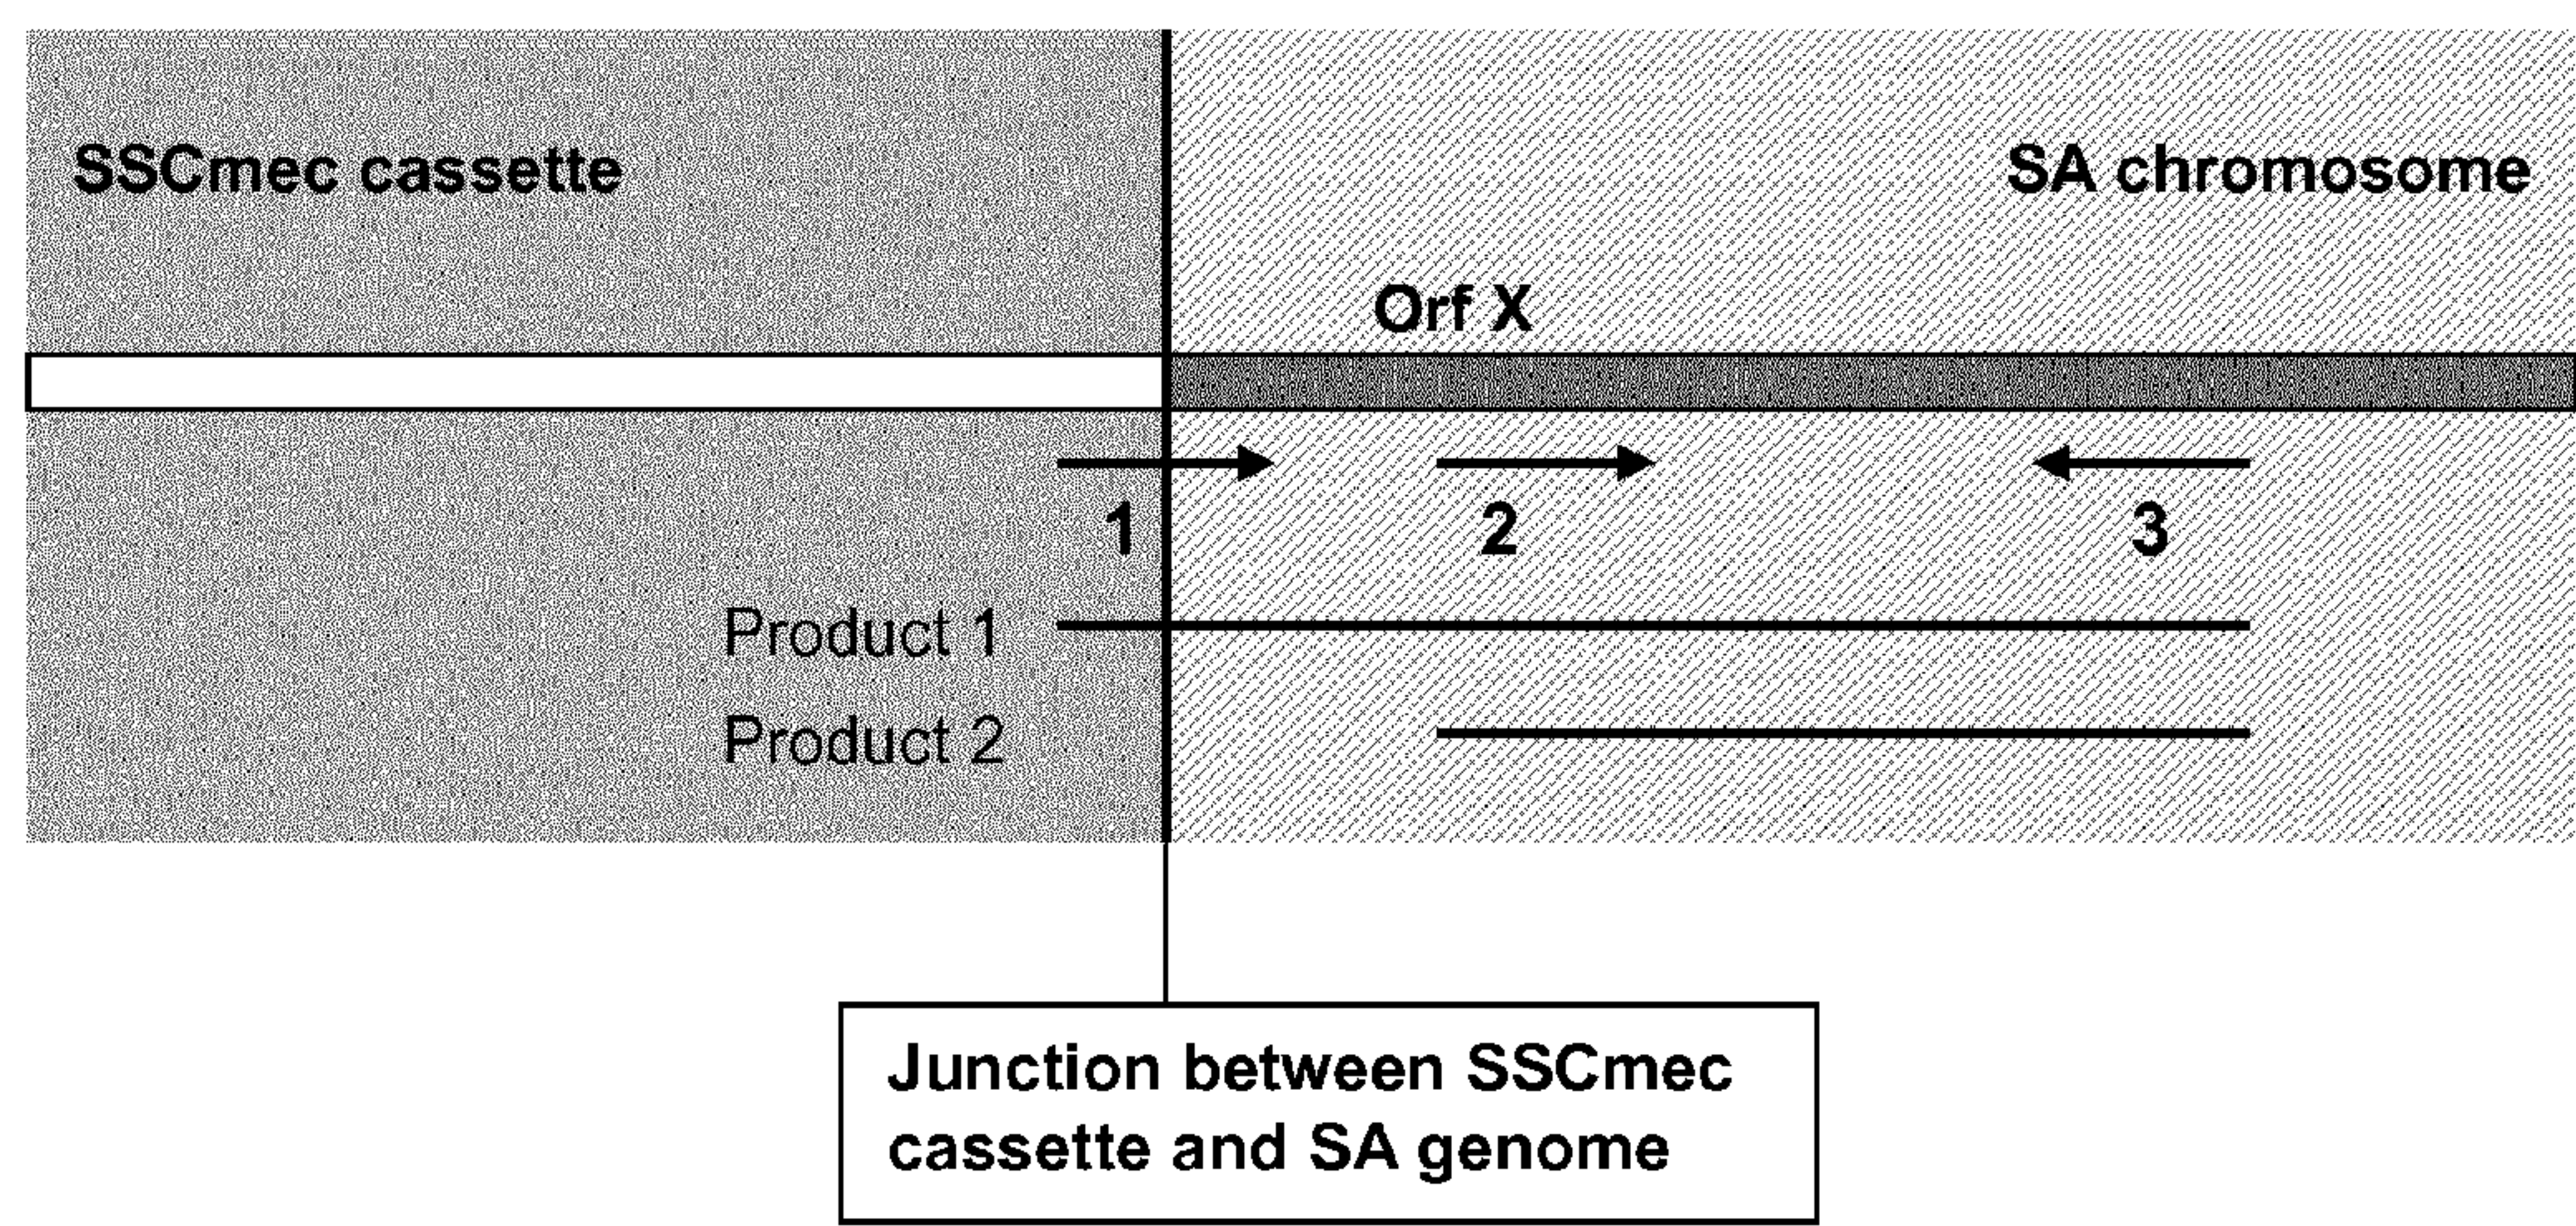 SSCmec cassette
SA chromosome
Orf X
1
2
3
Product 1
Product 2
Junction between SSCmec
cassette and SA genome